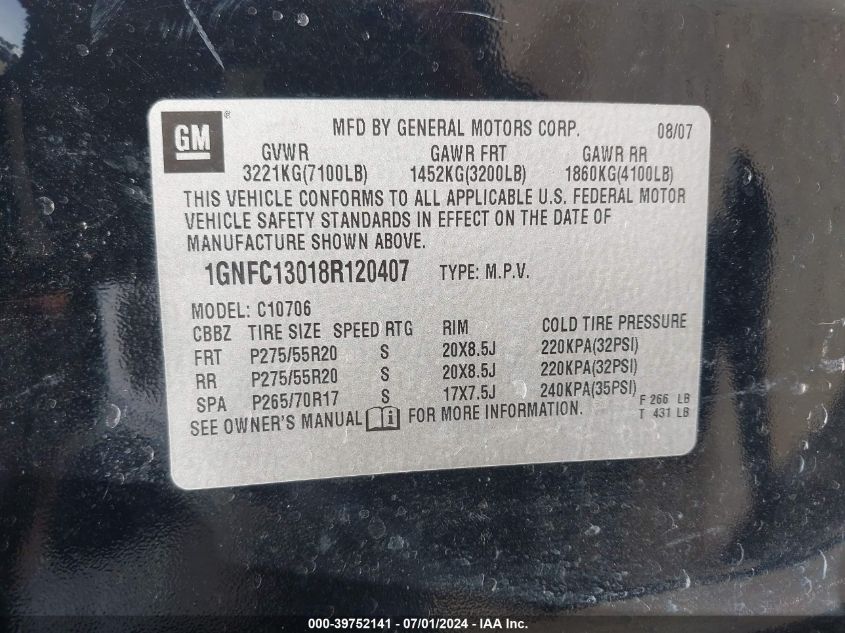 GM ® MFD BY GENERAL MOTORS CORP. 08/07
GVWR GAWR FRT GAWR RR
3221KG(7100LB) 1452KG(3200LB) 1860KG(4100LB)
THIS VEHICLE CONFORMS TO ALL APPLICABLE U.S. FEDERAL MOTOR
VEHICLE SAFETY STANDARDS IN EFFECT ON THE DATE OF
MANUFACTURE SHOWN ABOVE.
1GNFC13018R120407 TYPE: M.P.V.
MODEL: C10706
CBBZ TIRE SIZE SPEED RTG RIM COLD TIRE PRESSURE
FRT P275/55R20 S 20X8.5J 220KPA(32PSI)
RR P275/55R20 S 20X8.5J 220KPA(32PSI)
SPA P265/70R17 S 17X7.5J 240KPA(35PSI) F 266 LB
SEE OWNER'S MANUAL i FOR MORE INFORMATION. T 431 LB
000-39752141 - 07/01/2024 - IAA Inc.